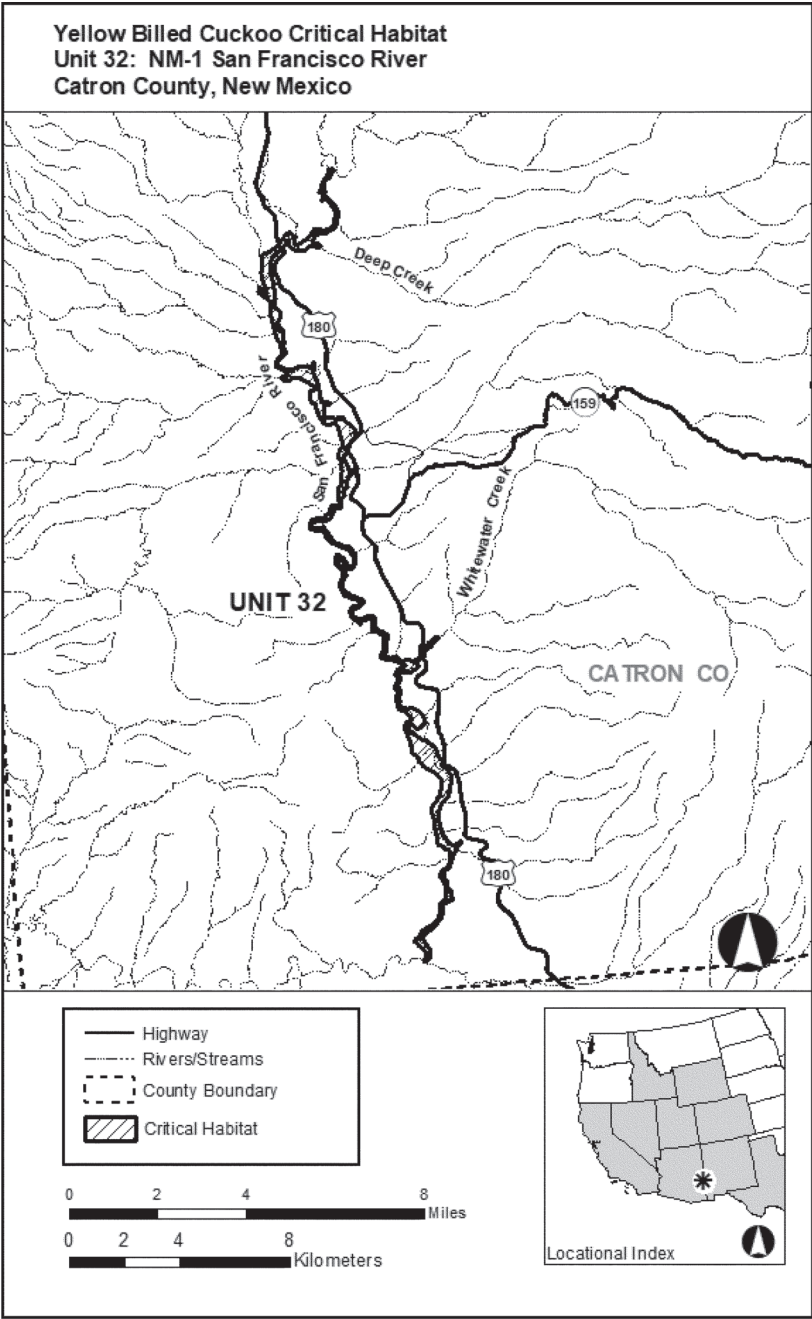 Yellow Billed Cuckoo Critical Habitat
Unit 32: NM-1 San Francisco River
Catron County, New Mexico
Deep Creek
180
San Francisco River
159
Whitewater Creek
UNIT 32
CATRON CO
180
Highway
Rivers/Streams
County Boundary
Critical Habitat
0 2 4 8
Miles
0 2 4 8
Kilometers
Locational Index